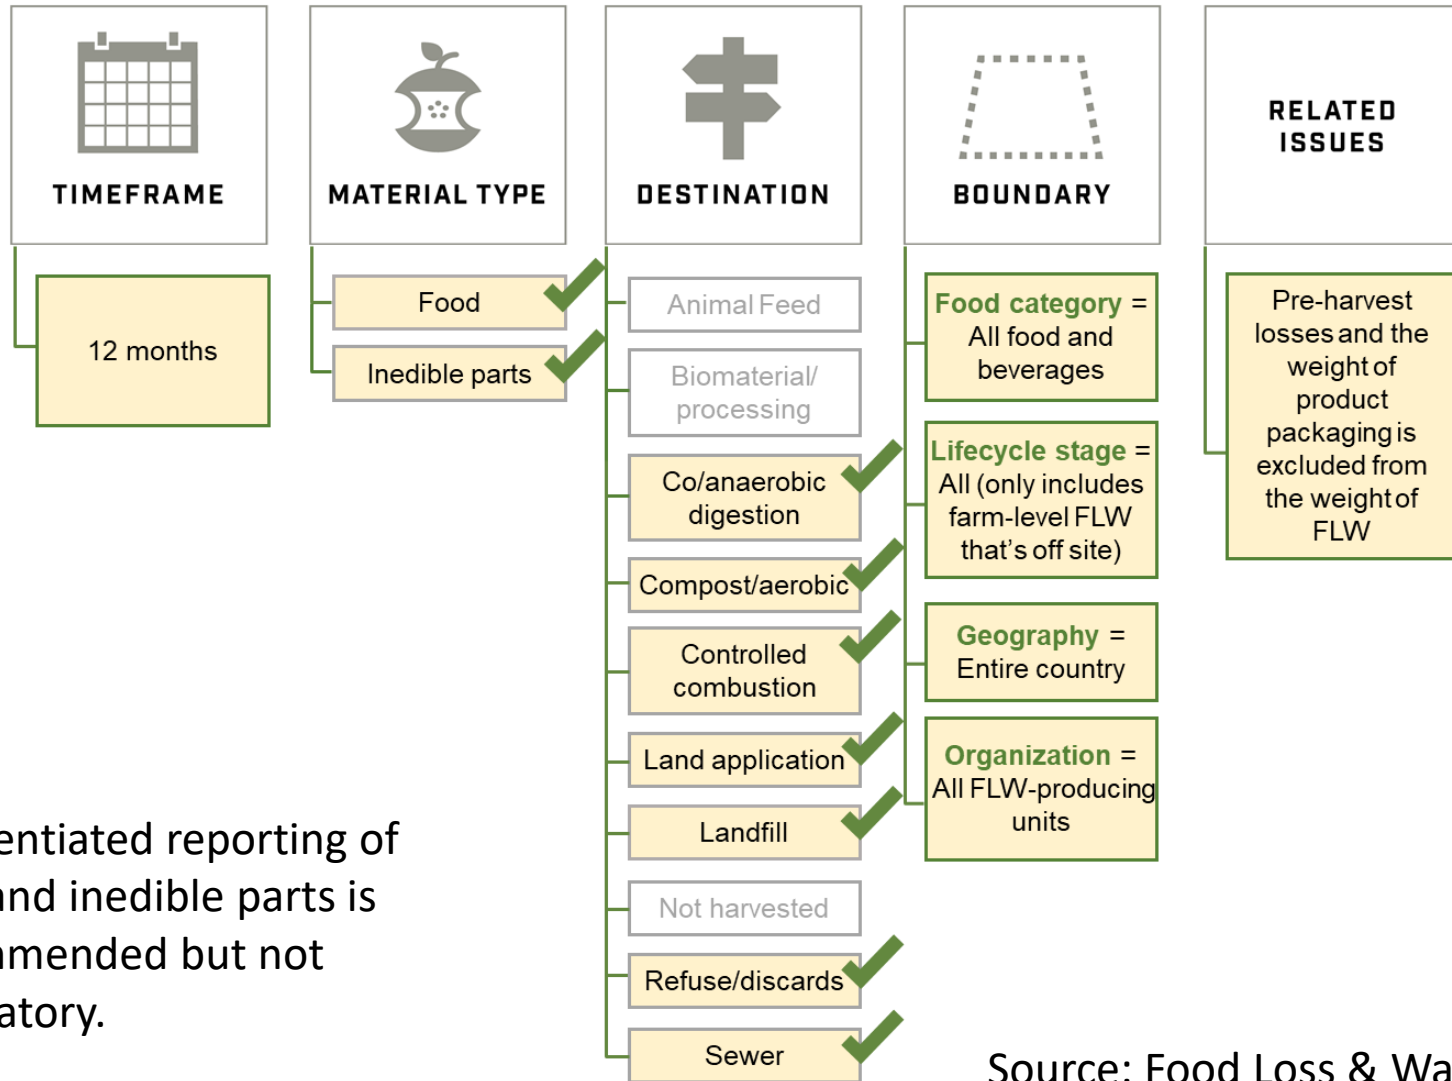 TIMEFRAME
12 months
MATERIAL TYPE
Food
Inedible parts
DESTINATION
Animal Feed
Biomaterial/
processing
Co/anaerobic
digestion
Compost/aerobic
Controlled
combustion
Land application
Landfill
Not harvested
Refuse/discards
Sewer
BOUNDARY
Food category =
All food and
beverages
Lifecycle stage =
All (only includes
farm-level FLW
that's off site)
Geography =
Entire country
Organization =
All FLW-producing
units
RELATED
ISSUES
Pre-harvest
losses and the
weight of
product
packaging is
excluded from
the weight of
FLW
entiated reporting of
and inedible parts is
mmended but not
atory.
Source: Food Loss & Wa